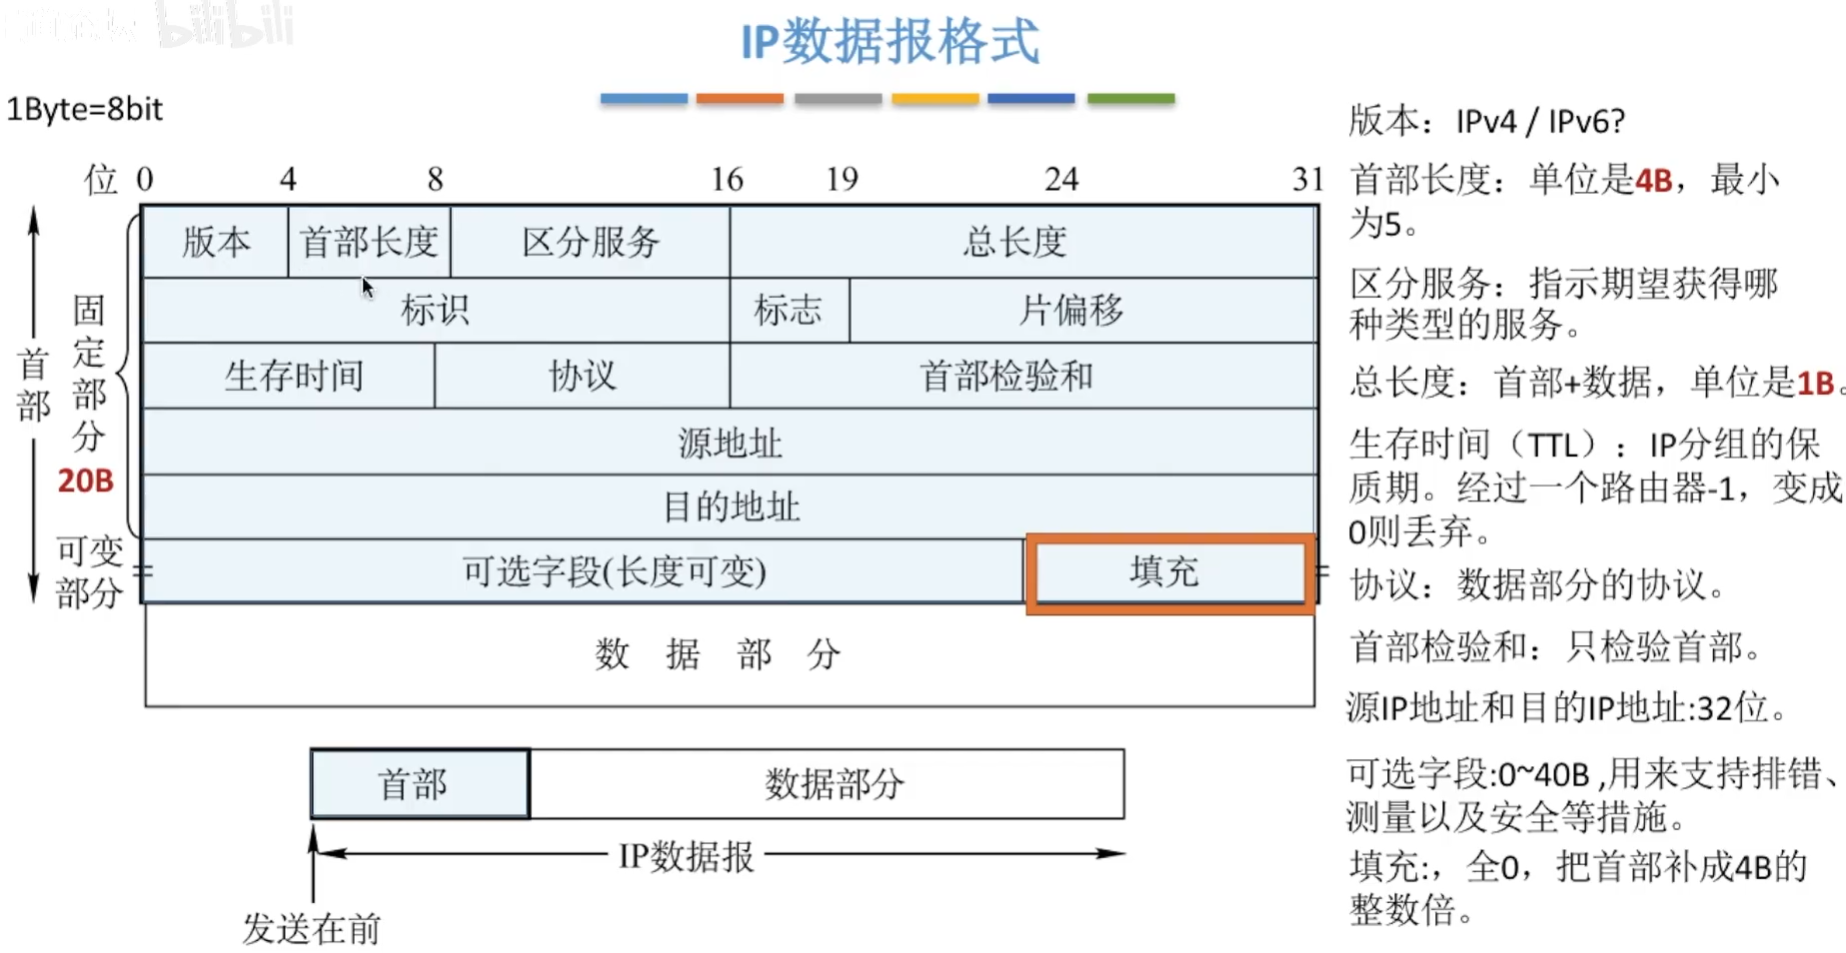 bilibili
IP数据报格式
1Byte=8bit
位 0 4 8 16 19 24 31
版本 首部长度 区分服务 总长度
标识 标志 片偏移
生存时间 协议 首部检验和
源地址
目的地址
可选字段(长度可变) 填充
数据部分
首部
固定部分
20B
可变
部分
首部 数据部分
IP数据报
发送在前
版本：IPv4 / IPv6?
首部长度：单位是4B，最小
为5。
区分服务：指示期望获得哪
种类型的服务。
总长度：首部+数据，单位是1B。
生存时间（TTL）：IP分组的保
质期。经过一个路由器-1，变成
0则丢弃。
协议：数据部分的协议。
首部检验和：只检验首部。
源IP地址和目的IP地址:32位。
可选字段:0~40B ,用来支持排错、
测量以及安全等措施。
填充:，全0，把首部补成4B的
整数倍。